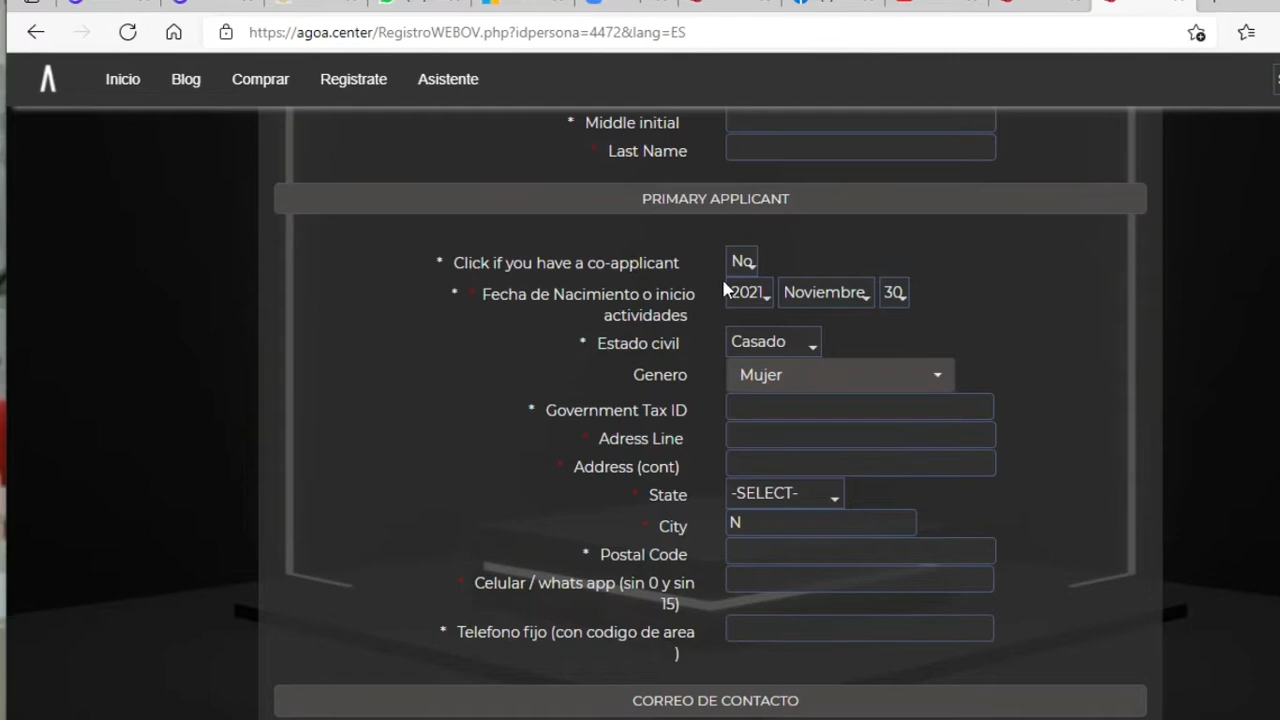 https://agoa.center/RegistroWEBOV.php?idpersona=4472&lang=ES
Inicio Blog Comprar Registrate Asistente
* Middle initial
* Last Name
PRIMARY APPLICANT
* Click if you have a co-applicant No
* * Fecha de Nacimiento o inicio 2021 Noviembre 30
actividades
* Estado civil Casado
Genero Mujer
* Government Tax ID
* Adress Line
* Address (cont)
* State -SELECT-
* City N
* Postal Code
* Celular / whats app (sin 0 y sin
15)
* Telefono fijo (con codigo de area
)
CORREO DE CONTACTO